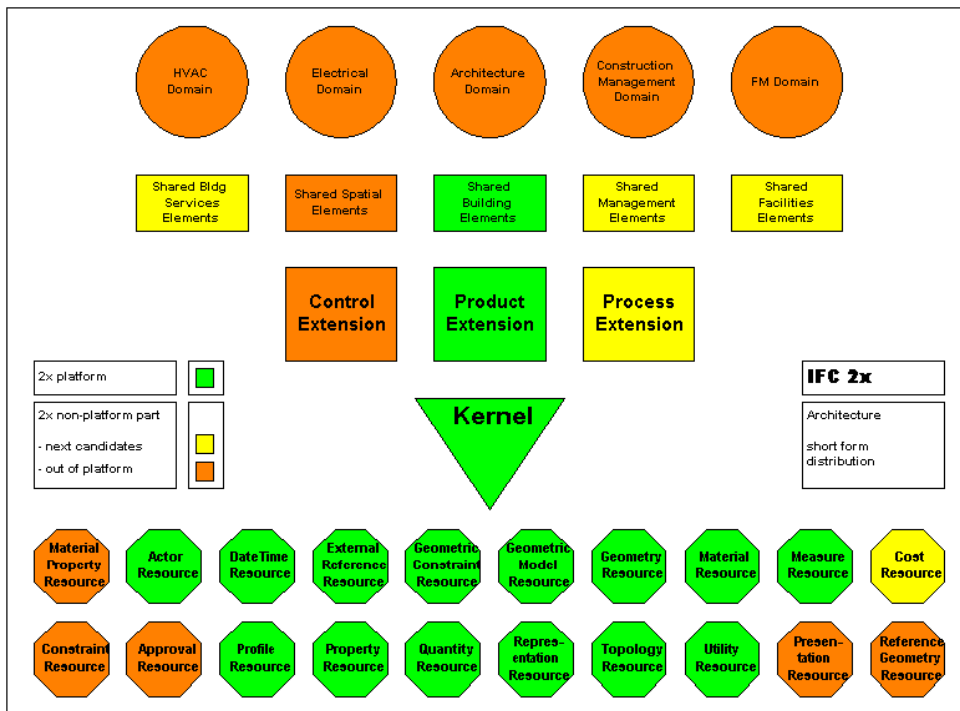 HVAC
Domain
Electrical
Domain
Architecture
Domain
Construction
Management
Domain
FM Domain
Shared Bldg
Services
Elements
Shared Spatial
Elements
Shared
Building
Elements
Shared
Management
Elements
Shared
Facilities
Elements
Control
Extension
Product
Extension
Process
Extension
2x platform
2x non-platform part
- next candidates
- out of platform
Kernel
IFC 2x
Architecture
short form
distribution
Material
Property
Resource
Actor
Resource
DateTime
Resource
External
Reference
Resource
Geometric
Constraint
Resource
Geometric
Model
Resource
Geometry
Resource
Material
Resource
Measure
Resource
Cost
Resource
Constraint
Resource
Approval
Resource
Profile
Resource
Property
Resource
Quantity
Resource
Repres-
entation
Resource
Topology
Resource
Utility
Resource
Presen-
tation
Resource
Reference
Geometry
Resource